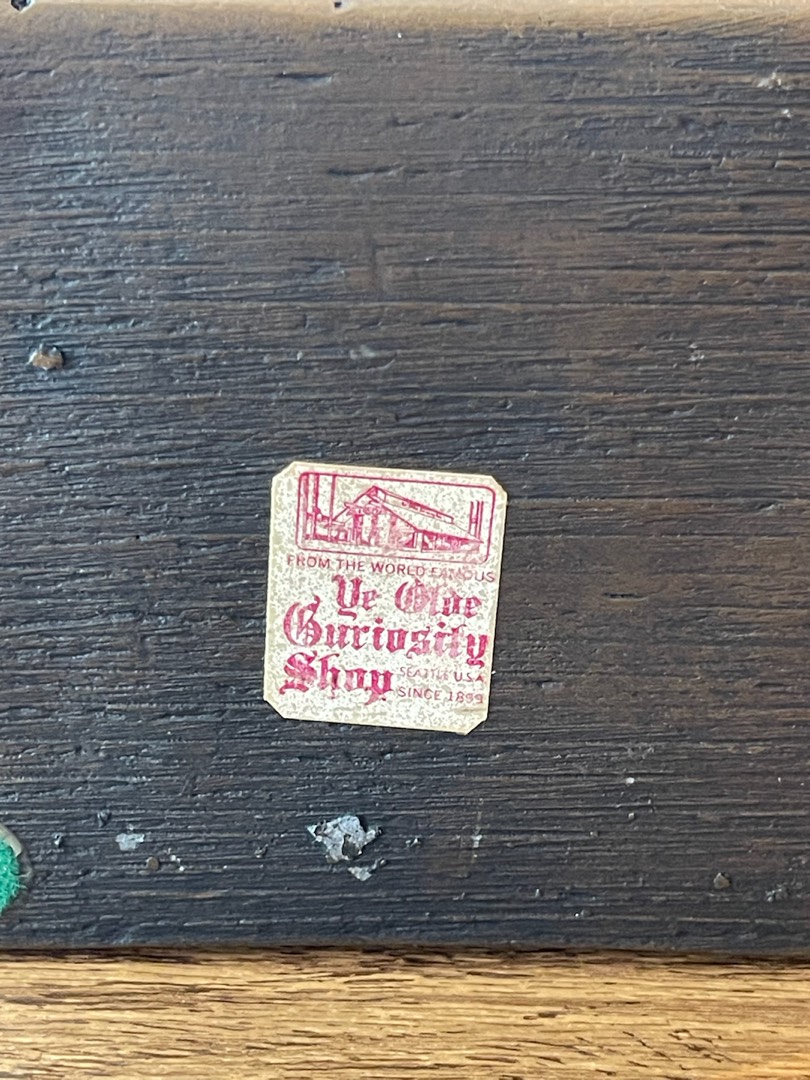 FROM THE WORLD FAMOUS
Ye Olde
Curiosity
Shop
SEATTLE U.S.A
SINCE 1899